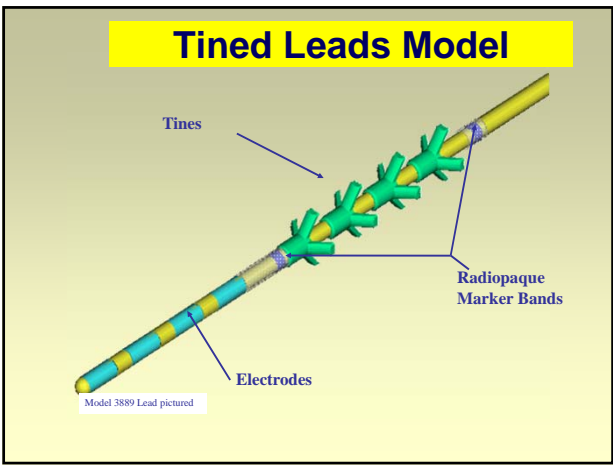 Tined Leads Model
Tines
Radiopaque
Marker Bands
Electrodes
Model 3889 Lead pictured